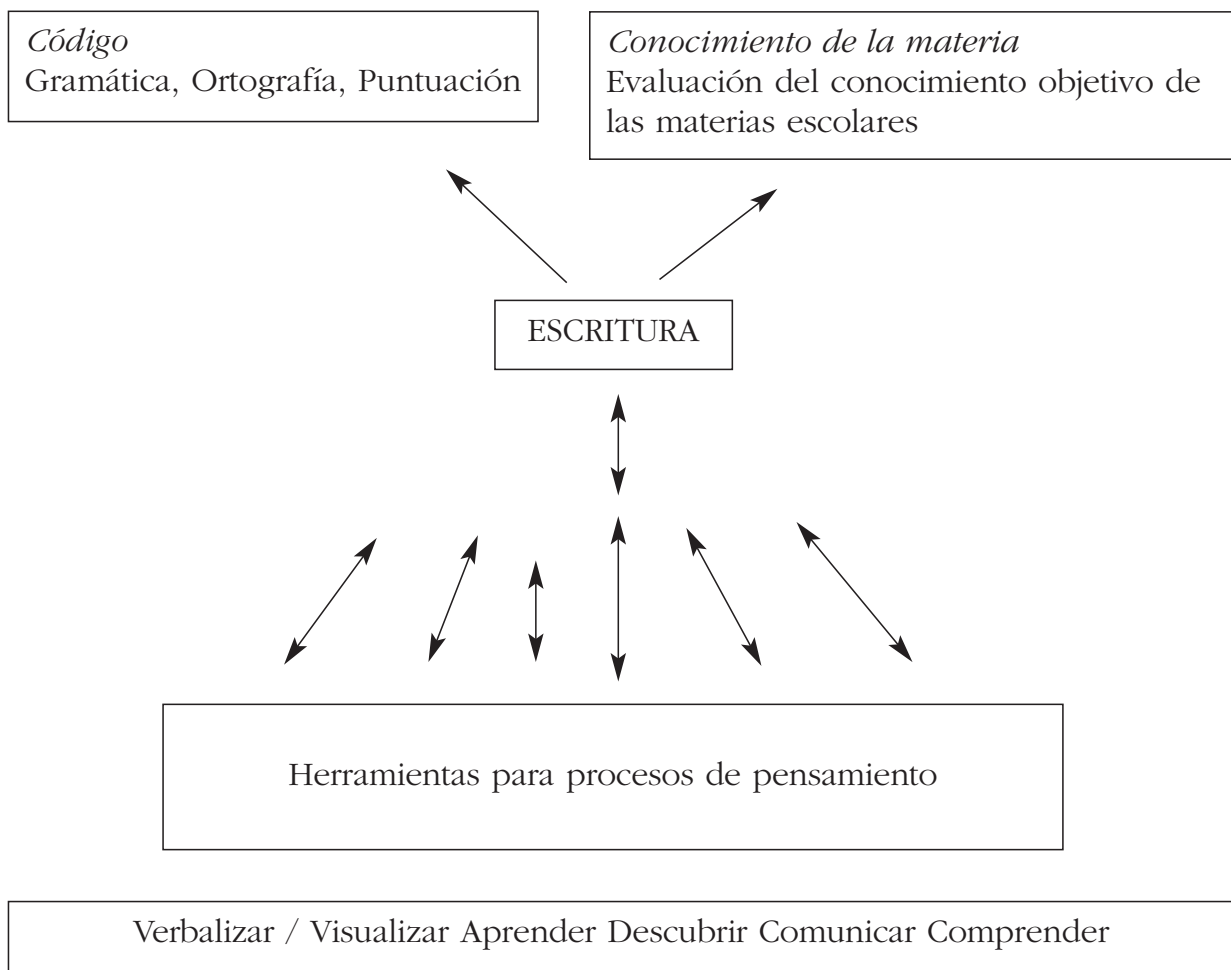 Código
Gramática, Ortografía, Puntuación
Conocimiento de la materia
Evaluación del conocimiento objetivo de
las materias escolares
ESCRITURA
Herramientas para procesos de pensamiento
Verbalizar / Visualizar Aprender Descubrir Comunicar Comprender